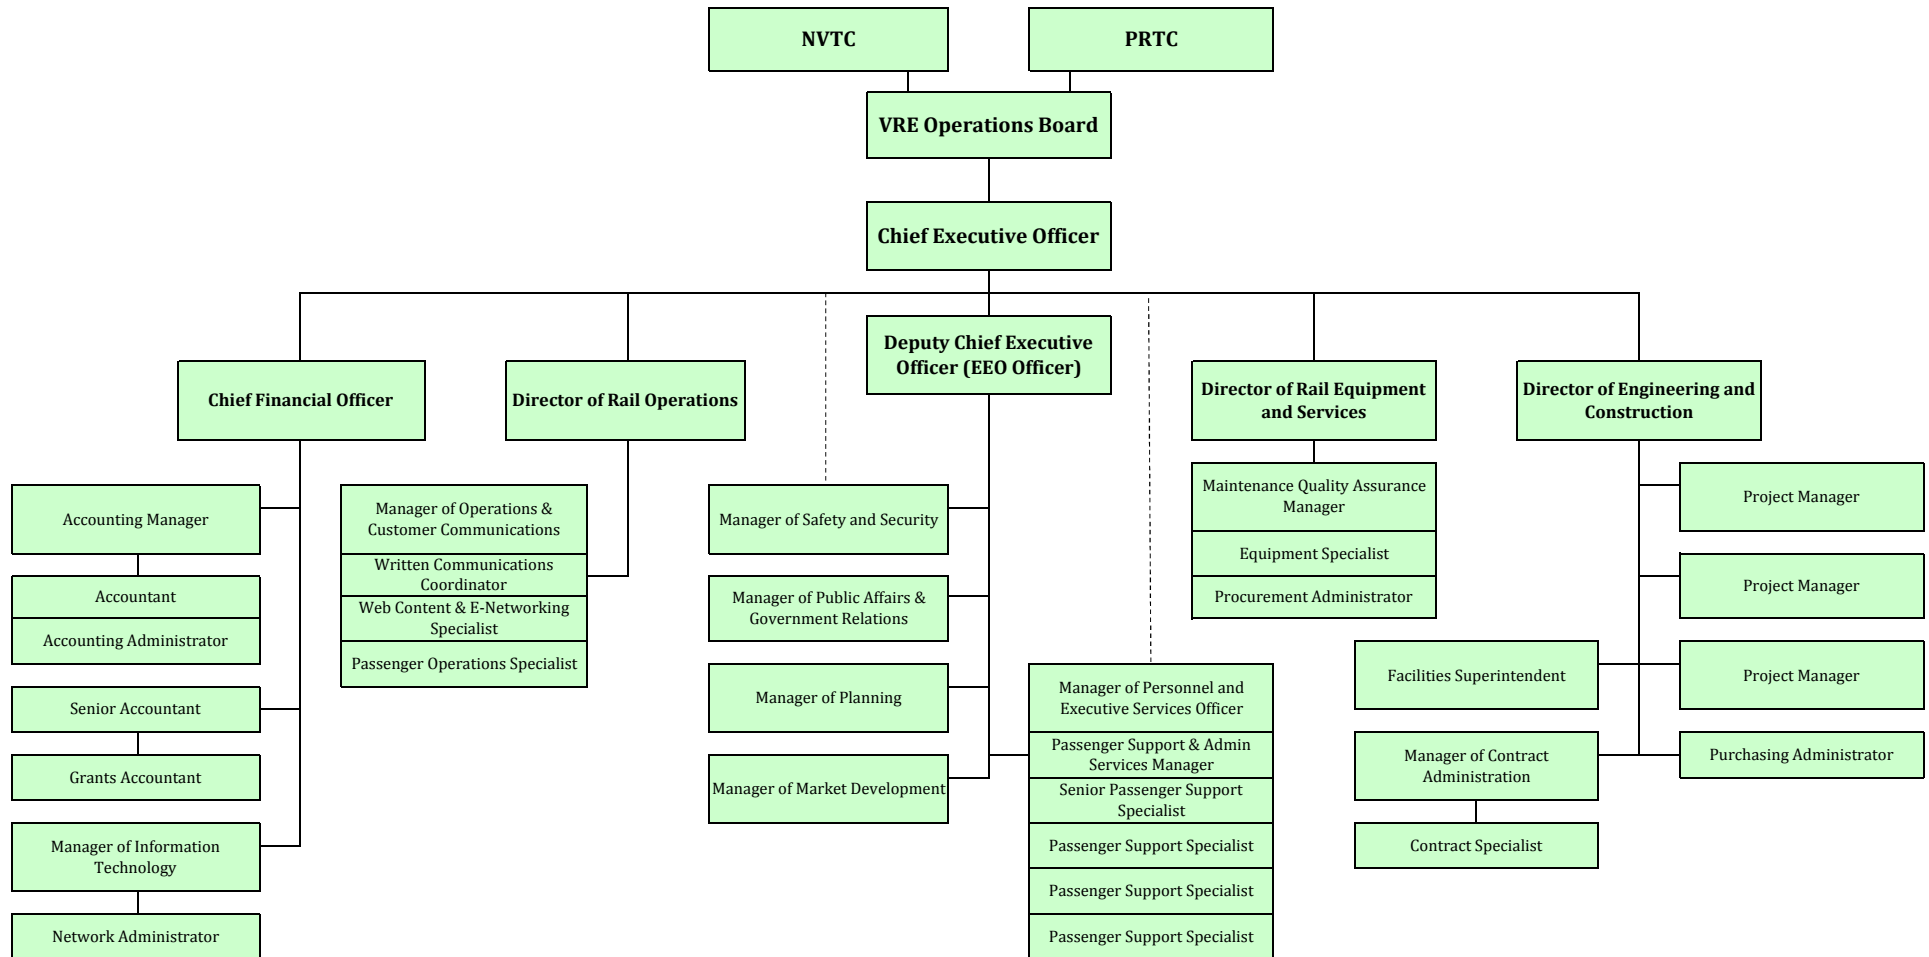 NVTC
PRTC
VRE Operations Board
Chief Executive Officer
Deputy Chief Executive
Officer (EEO Officer)
Chief Financial Officer
Director of Rail Operations
Director of Rail Equipment
and Services
Director of Engineering and
Construction
Accounting Manager
Accountant
Accounting Administrator
Senior Accountant
Grants Accountant
Manager of Information
Technology
Network Administrator
Manager of Operations &
Customer Communications
Written Communications
Coordinator
Web Content & E-Networking
Specialist
Passenger Operations Specialist
Manager of Safety and Security
Manager of Public Affairs &
Government Relations
Manager of Planning
Manager of Market Development
Manager of Personnel and
Executive Services Officer
Passenger Support & Admin
Services Manager
Senior Passenger Support
Specialist
Passenger Support Specialist
Passenger Support Specialist
Passenger Support Specialist
Maintenance Quality Assurance
Manager
Equipment Specialist
Procurement Administrator
Facilities Superintendent
Manager of Contract
Administration
Contract Specialist
Project Manager
Project Manager
Project Manager
Purchasing Administrator